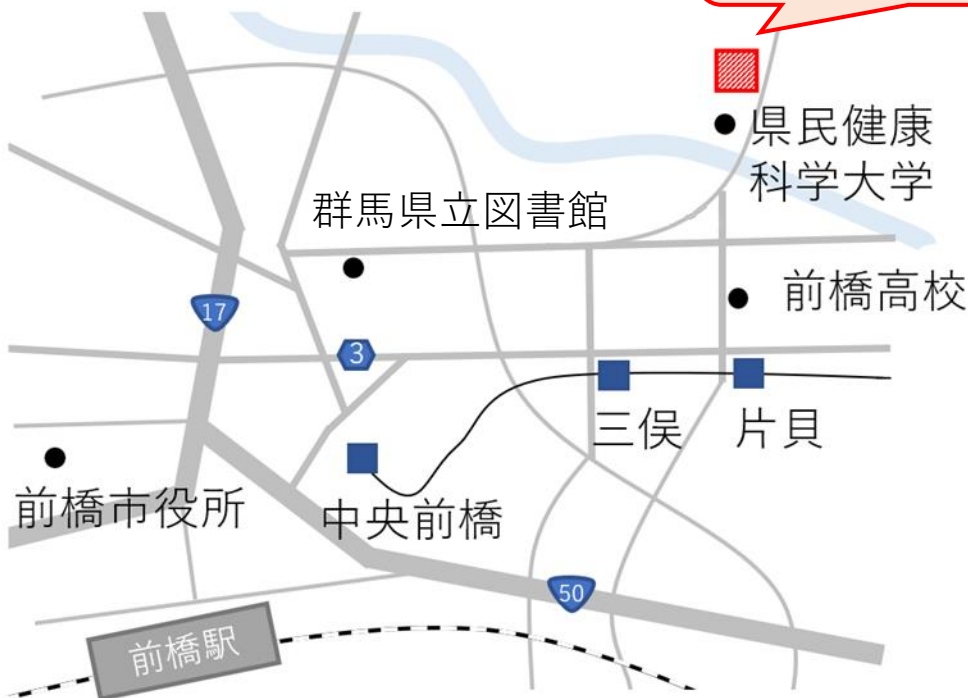 県民健康
科学大学
群馬県立図書館
前橋高校
17
3
三俣
片貝
前橋市役所
中央前橋
50
前橋駅